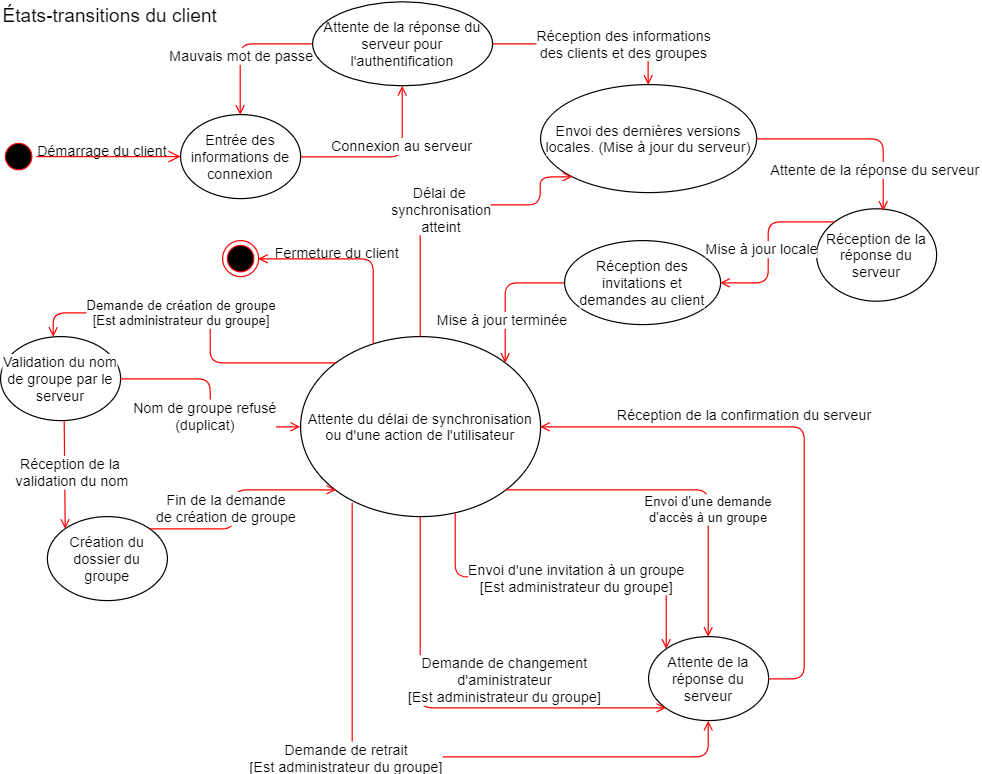 États-transitions du client
Attente de la réponse du
serveur pour
l'authentification
Mauvais mot de passe
Réception des informations
des clients et des groupes
Démarrage du client
Entrée des
informations de
connexion
Connexion au serveur
Envoi des dernières versions
locales. (Mise à jour du serveur)
Attente de la réponse du serveur
Délai de
synchronisation
atteint
Réception de la
réponse du
serveur
Mise à jour locale
Fermeture du client
Réception des
invitations et
demandes au client
Mise à jour terminée
Demande de création de groupe
[Est administrateur du groupe]
Validation du nom
de groupe par le
serveur
Nom de groupe refusé
(duplicat)
Attente du délai de synchronisation
ou d'une action de l'utilisateur
Réception de la confirmation du serveur
Réception de la
validation du nom
Fin de la demande
de création de groupe
Envoi d'une demande
d'accès à un groupe
Création du
dossier du
groupe
Envoi d'une invitation à un groupe
[Est administrateur du groupe]
Demande de changement
d'aministrateur
[Est administrateur du groupe]
Attente de la
réponse du
serveur
Demande de retrait
[Est administrateur du groupe]